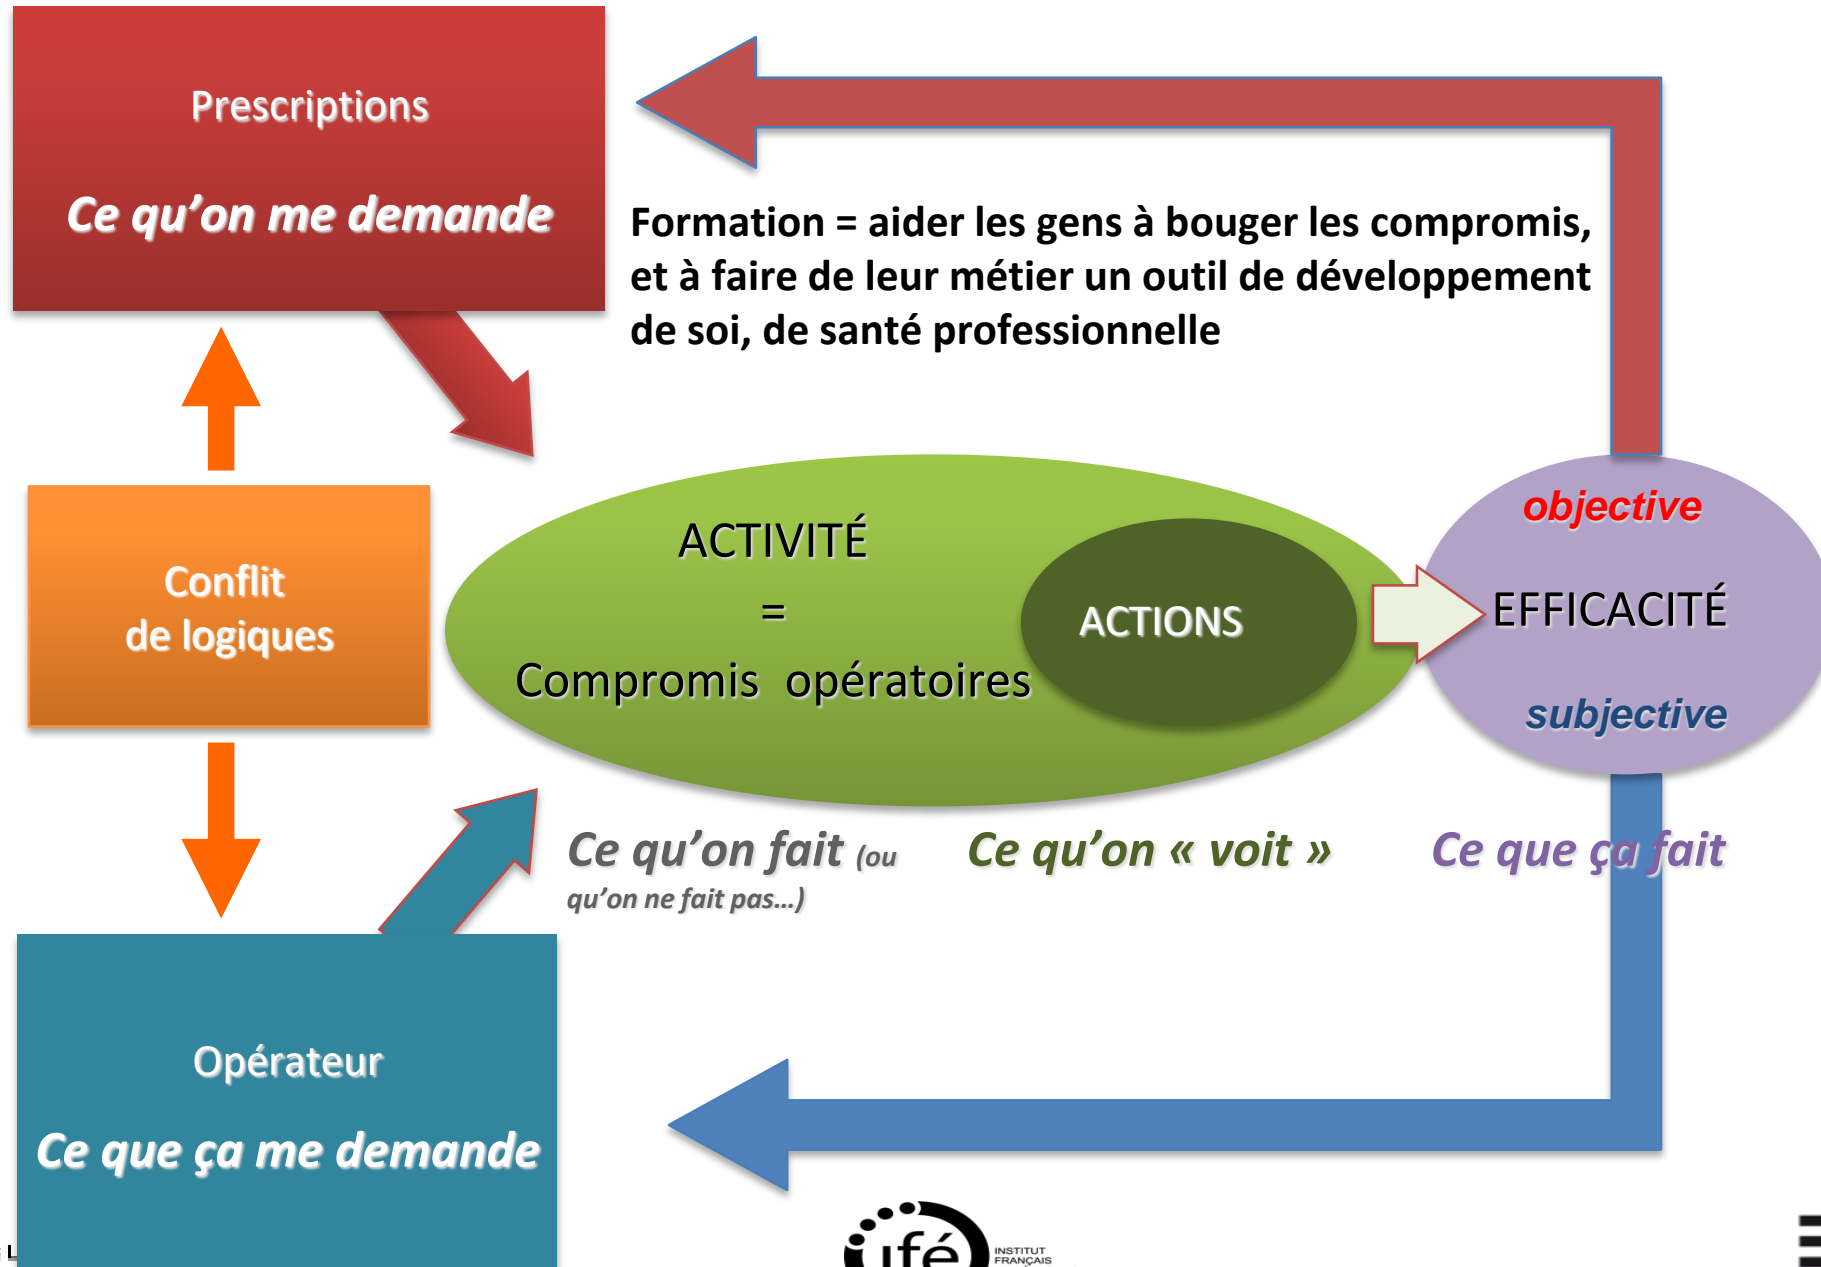 Prescriptions
Ce qu’on me demande
Formation = aider les gens à bouger les compromis,
et à faire de leur métier un outil de développement
de soi, de santé professionnelle
Conflit
de logiques
ACTIVITÉ
=
Compromis opératoires
ACTIONS
objective
EFFICACITÉ
subjective
Ce qu’on fait (ou
qu’on ne fait pas...)
Ce qu’on « voit »
Ce que ça fait
Opérateur
Ce que ça me demande
ifé
INSTITUT
FRANÇAIS